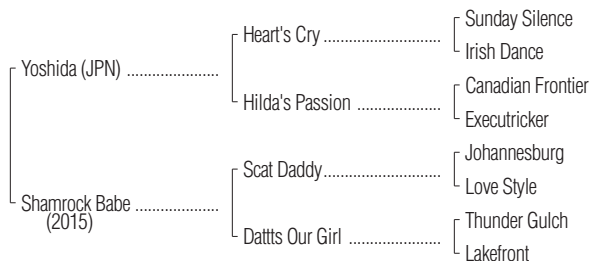 Sunday Silence
Heart's Cry
Irish Dance
Yoshida (JPN)
Canadian Frontier
Hilda's Passion
Executricker
Johannesburg
Scat Daddy
Love Style
Shamrock Babe
(2015)
Thunder Gulch
Dattts Our Girl
Lakefront